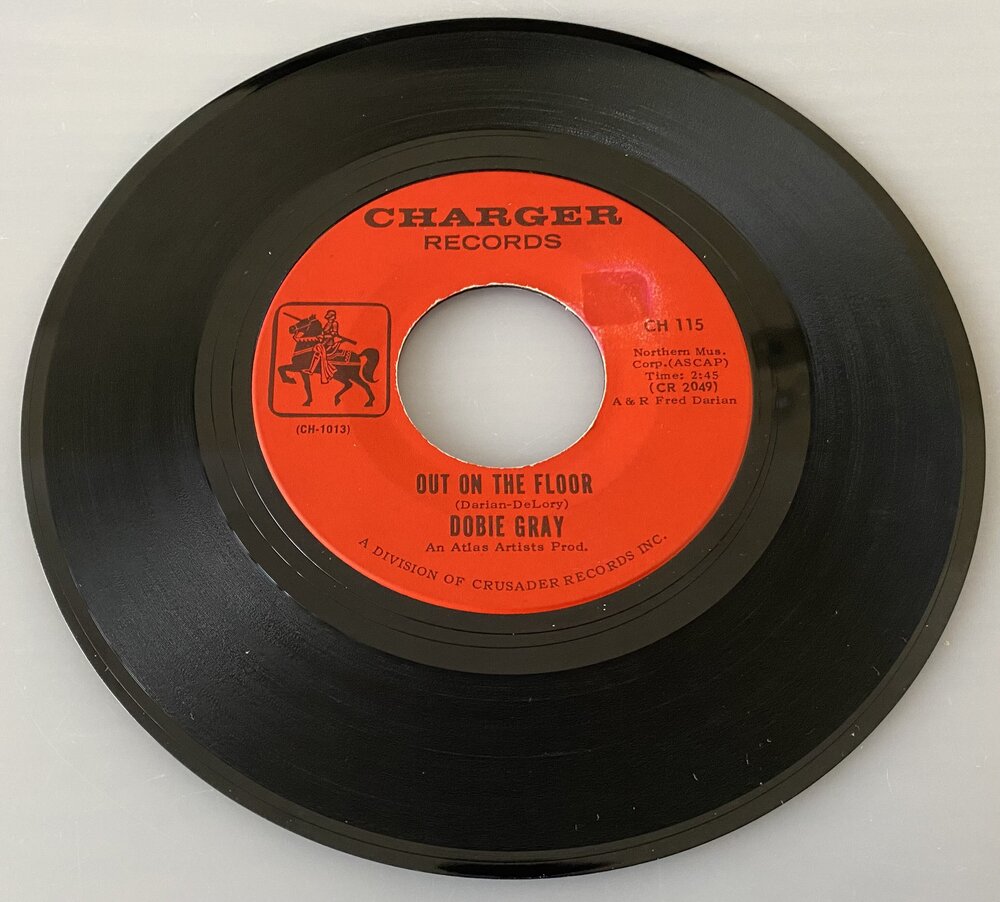 CHARGER
RECORDS
CH 115
Northern Mus.
Corp.(ASCAP)
Time: 2:45
(CR 2049)
A & R Fred Darian
(CH-1013)
OUT ON THE FLOOR
(Darian-DeLory)
DOBIE GRAY
An Atlas Artists Prod.
A DIVISION OF CRUSADER RECORDS INC.